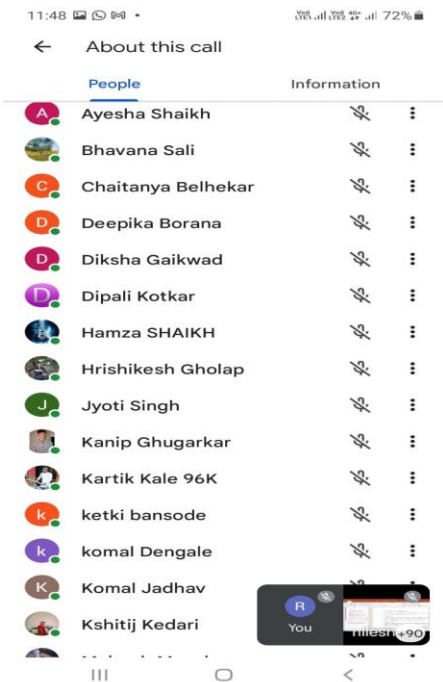 11:48
72%
About this call
People Information
A Ayesha Shaikh
Bhavana Sali
C Chaitanya Belhekar
D Deepika Borana
D Diksha Gaikwad
D Dipali Kotkar
Hamza SHAIKH
Hrishikesh Gholap
J Jyoti Singh
Kanip Ghugarkar
Kartik Kale 96K
k ketki bansode
k komal Dengale
K Komal Jadhav
Kshitij Kedari
R
You
nilesh +90